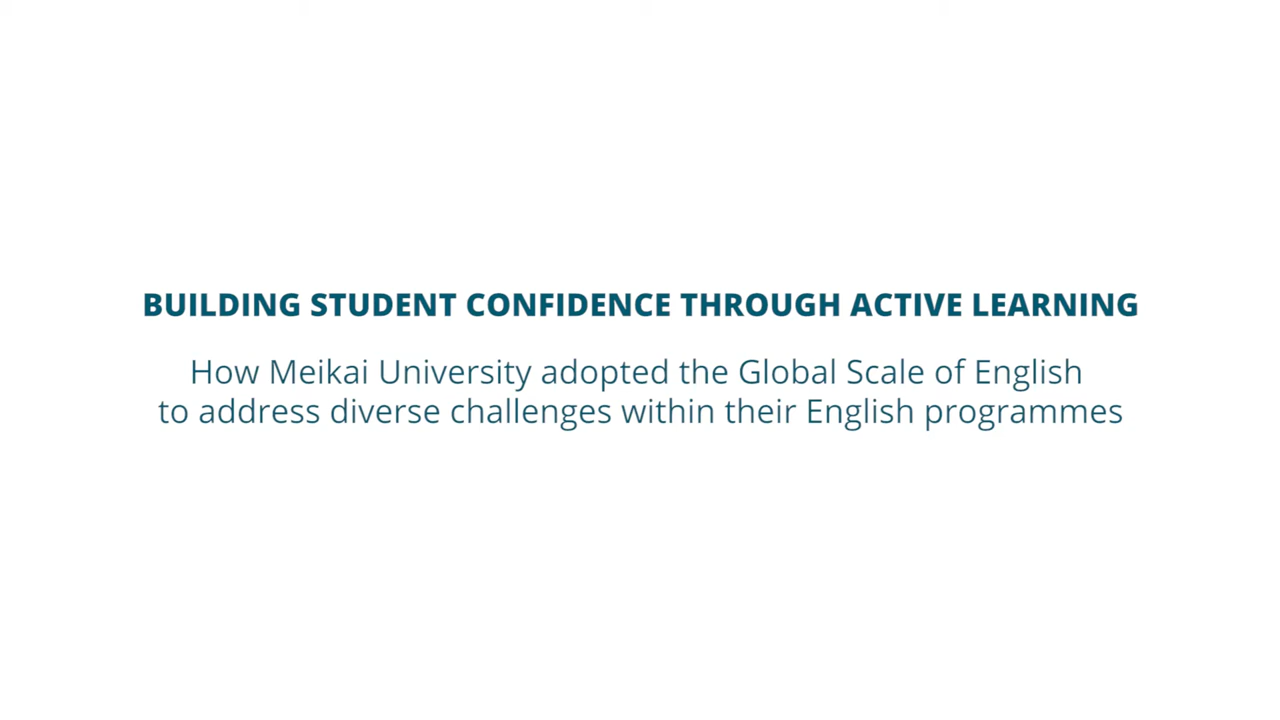 BUILDING STUDENT CONFIDENCE THROUGH ACTIVE LEARNING
How Meikai University adopted the Global Scale of English
to address diverse challenges within their English programmes